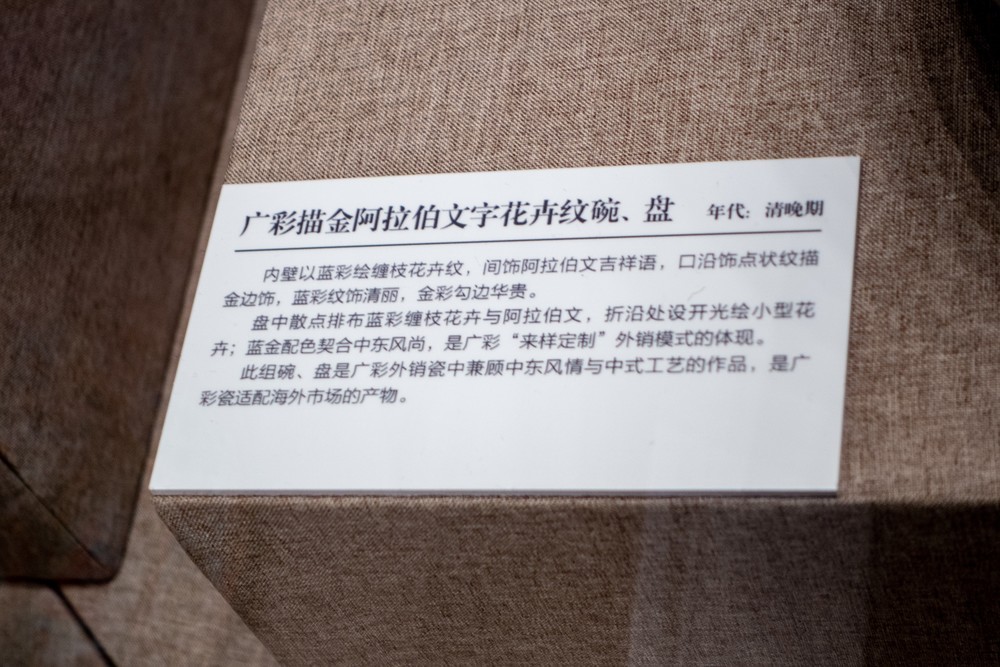 广彩描金阿拉伯文字花卉纹碗、盘 年代：清晚期
内壁以蓝彩绘缠枝花卉纹，间饰阿拉伯文吉祥语，口沿饰点状纹描
金边饰，蓝彩纹饰清丽，金彩勾边华贵。
盘中散点排布蓝彩缠枝花卉与阿拉伯文，折沿处设开光绘小型花
卉；蓝金配色契合中东风尚，是广彩“来样定制”外销模式的体现。
此组碗、盘是广彩外销瓷中兼顾中东风情与中式工艺的作品，是广
彩瓷适配海外市场的产物。